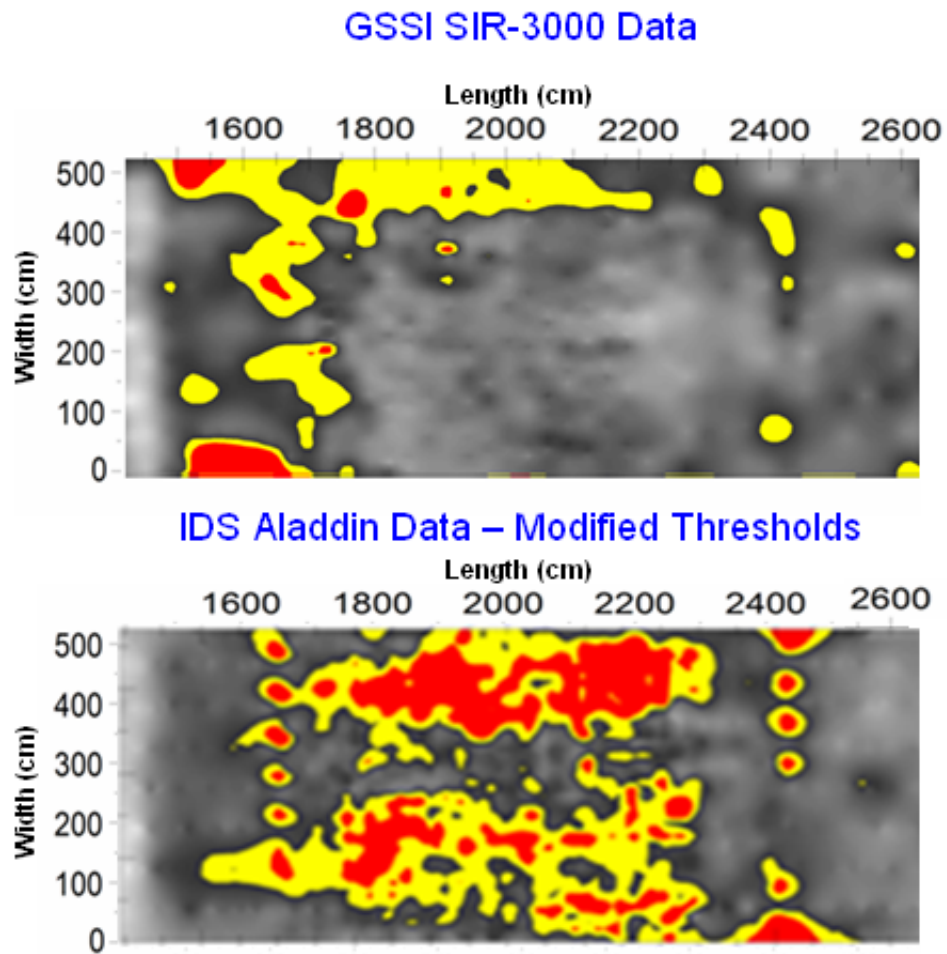 GSSI SIR-3000 Data
Length (cm)
1600 1800 2000 2200 2400 2600
Width (cm)
500
400
300
200
100
0
IDS Aladdin Data – Modified Thresholds
Length (cm)
1600 1800 2000 2200 2400 2600
Width (cm)
500
400
300
200
100
0